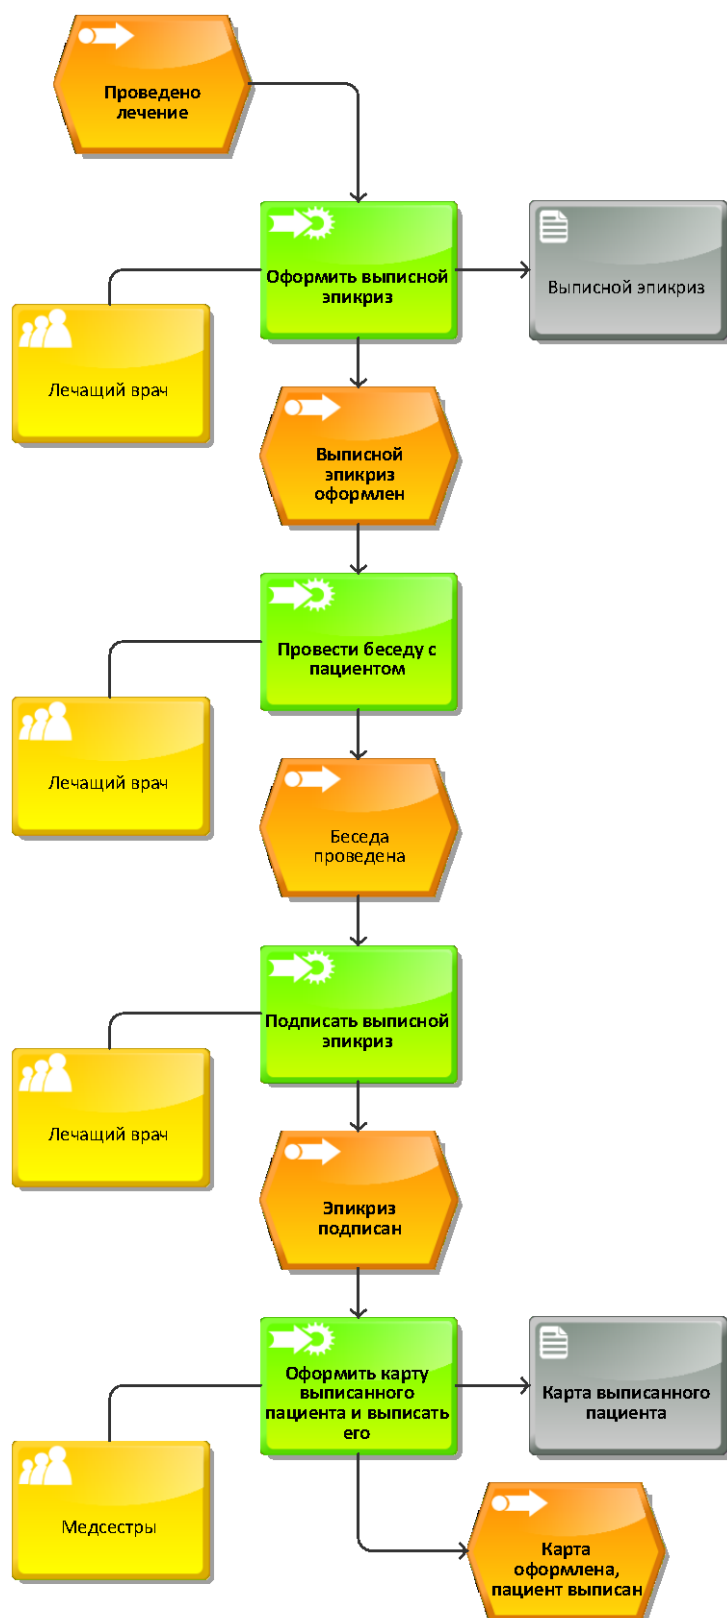 Проведено
лечение
Оформить выписной
эпикриз
Выписной эпикриз
Лечащий врач
Выписной
эпикриз
оформлен
Провести беседу с
пациентом
Лечащий врач
Беседа
проведена
Подписать выписной
эпикриз
Лечащий врач
Эпикриз
подписан
Оформить карту
выписанного
пациента и выписать
его
Карта выписанного
пациента
Медсестры
Карта
оформлена,
пациент выписан